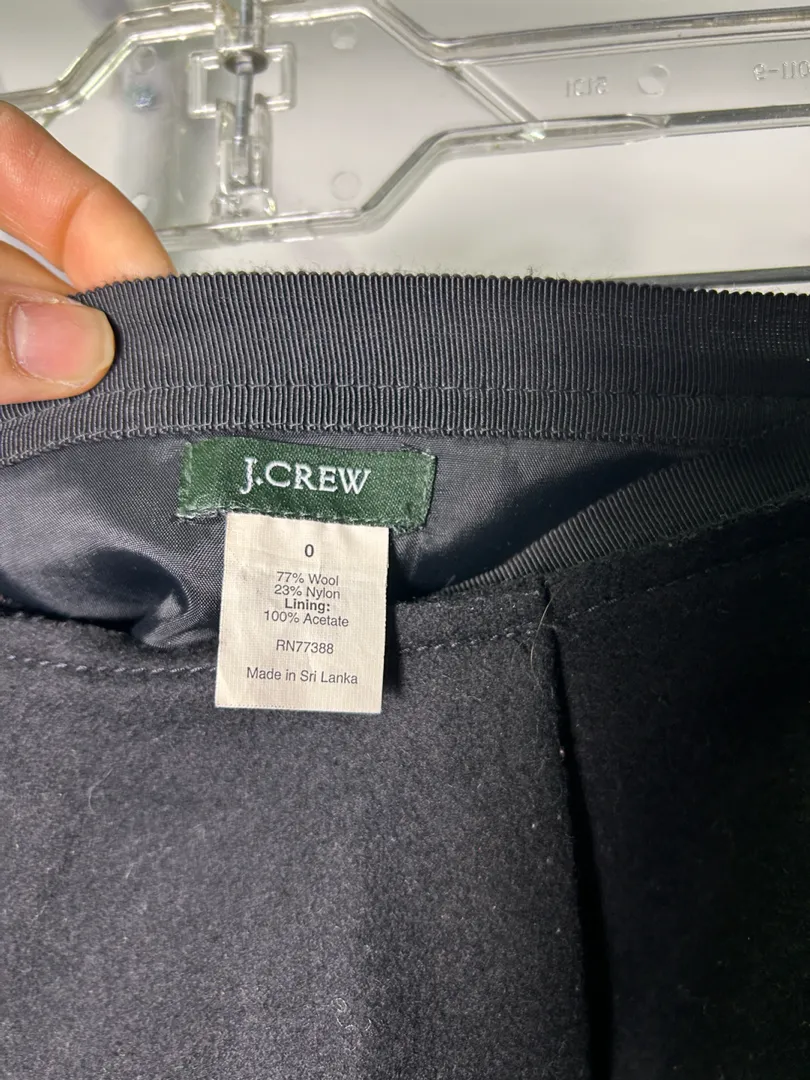 J.CREW
0
77% Wool
23% Nylon
Lining:
100% Acetate
RN77388
Made in Sri Lanka